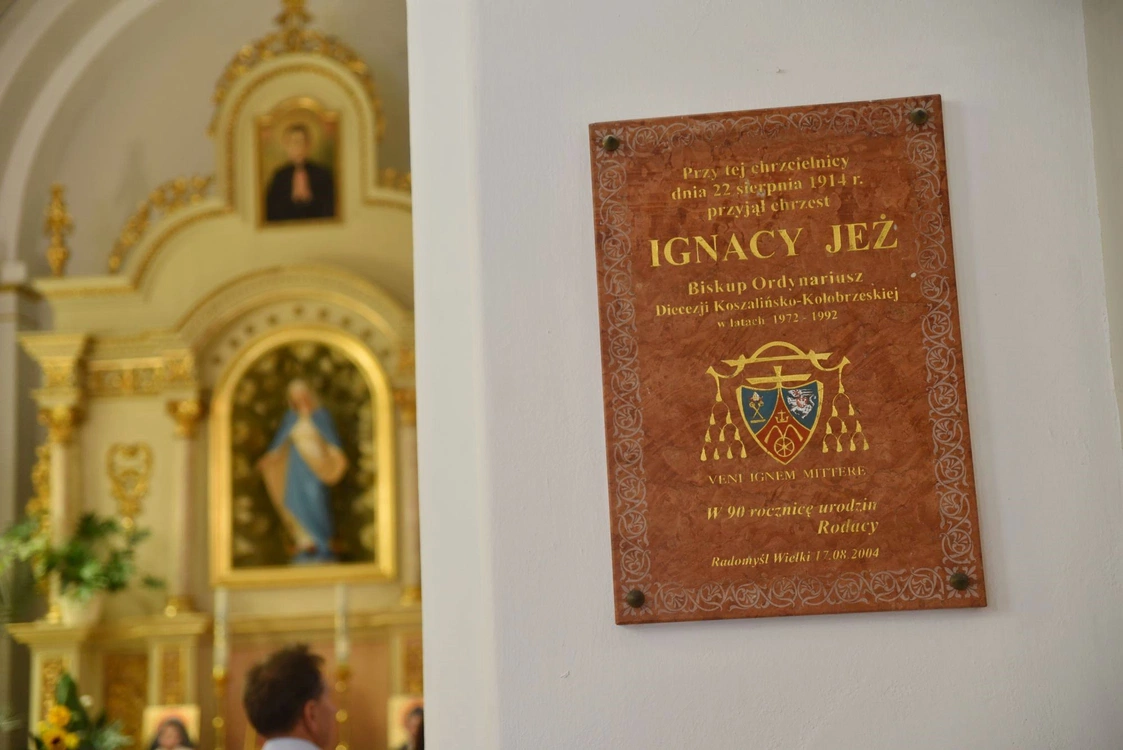 Przy tej chrzcielnicy
dnia 22 sierpnia 1914 r.
przyjął chrzest
IGNACY JEŻ
Biskup Ordynariusz
Diecezji Koszalińsko-Kołobrzeskiej
w latach 1972 - 1992
VENI IGNEM MITTERE
W 90 rocznicę urodzin
Rodacy
Radomyśl Wielki 17.08.2004